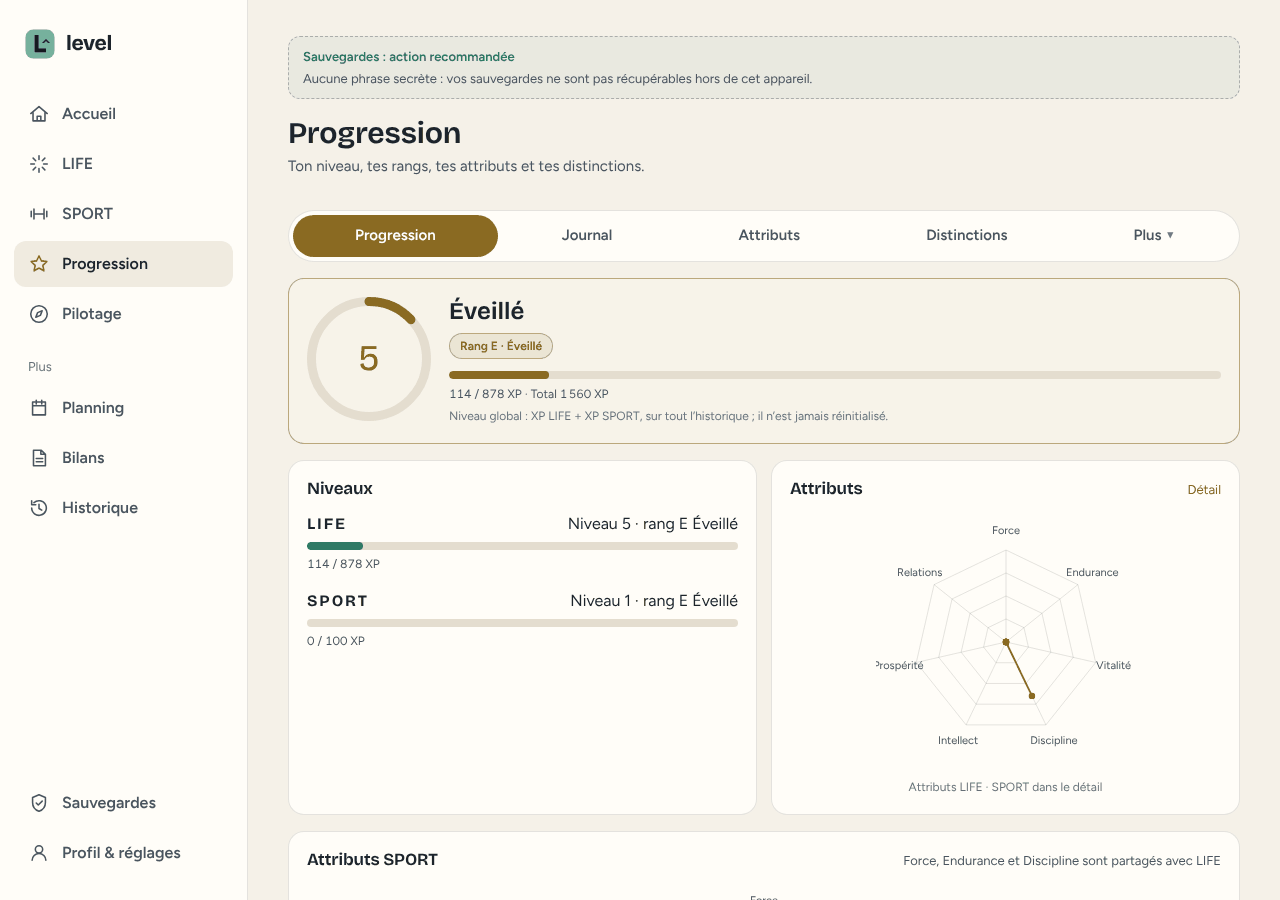 level
Accueil
LIFE
SPORT
Progression
Pilotage
Plus
Planning
Bilans
Historique
Sauvegardes
Profil & réglages
Sauvegardes : action recommandée
Aucune phrase secrète : vos sauvegardes ne sont pas récupérables hors de cet appareil.
Progression
Ton niveau, tes rangs, tes attributs et tes distinctions.
Progression Journal Attributs Distinctions Plus ▼
5
Éveillé
Rang E · Éveillé
114 / 878 XP · Total 1 560 XP
Niveau global : XP LIFE + XP SPORT, sur tout l’historique ; il n’est jamais réinitialisé.
Niveaux
LIFE Niveau 5 · rang E Éveillé
114 / 878 XP
SPORT Niveau 1 · rang E Éveillé
0 / 100 XP
Attributs Détail
Force
Relations Endurance
Prospérité Vitalité
Intellect Discipline
Attributs LIFE · SPORT dans le détail
Attributs SPORT Force, Endurance et Discipline sont partagés avec LIFE
Force